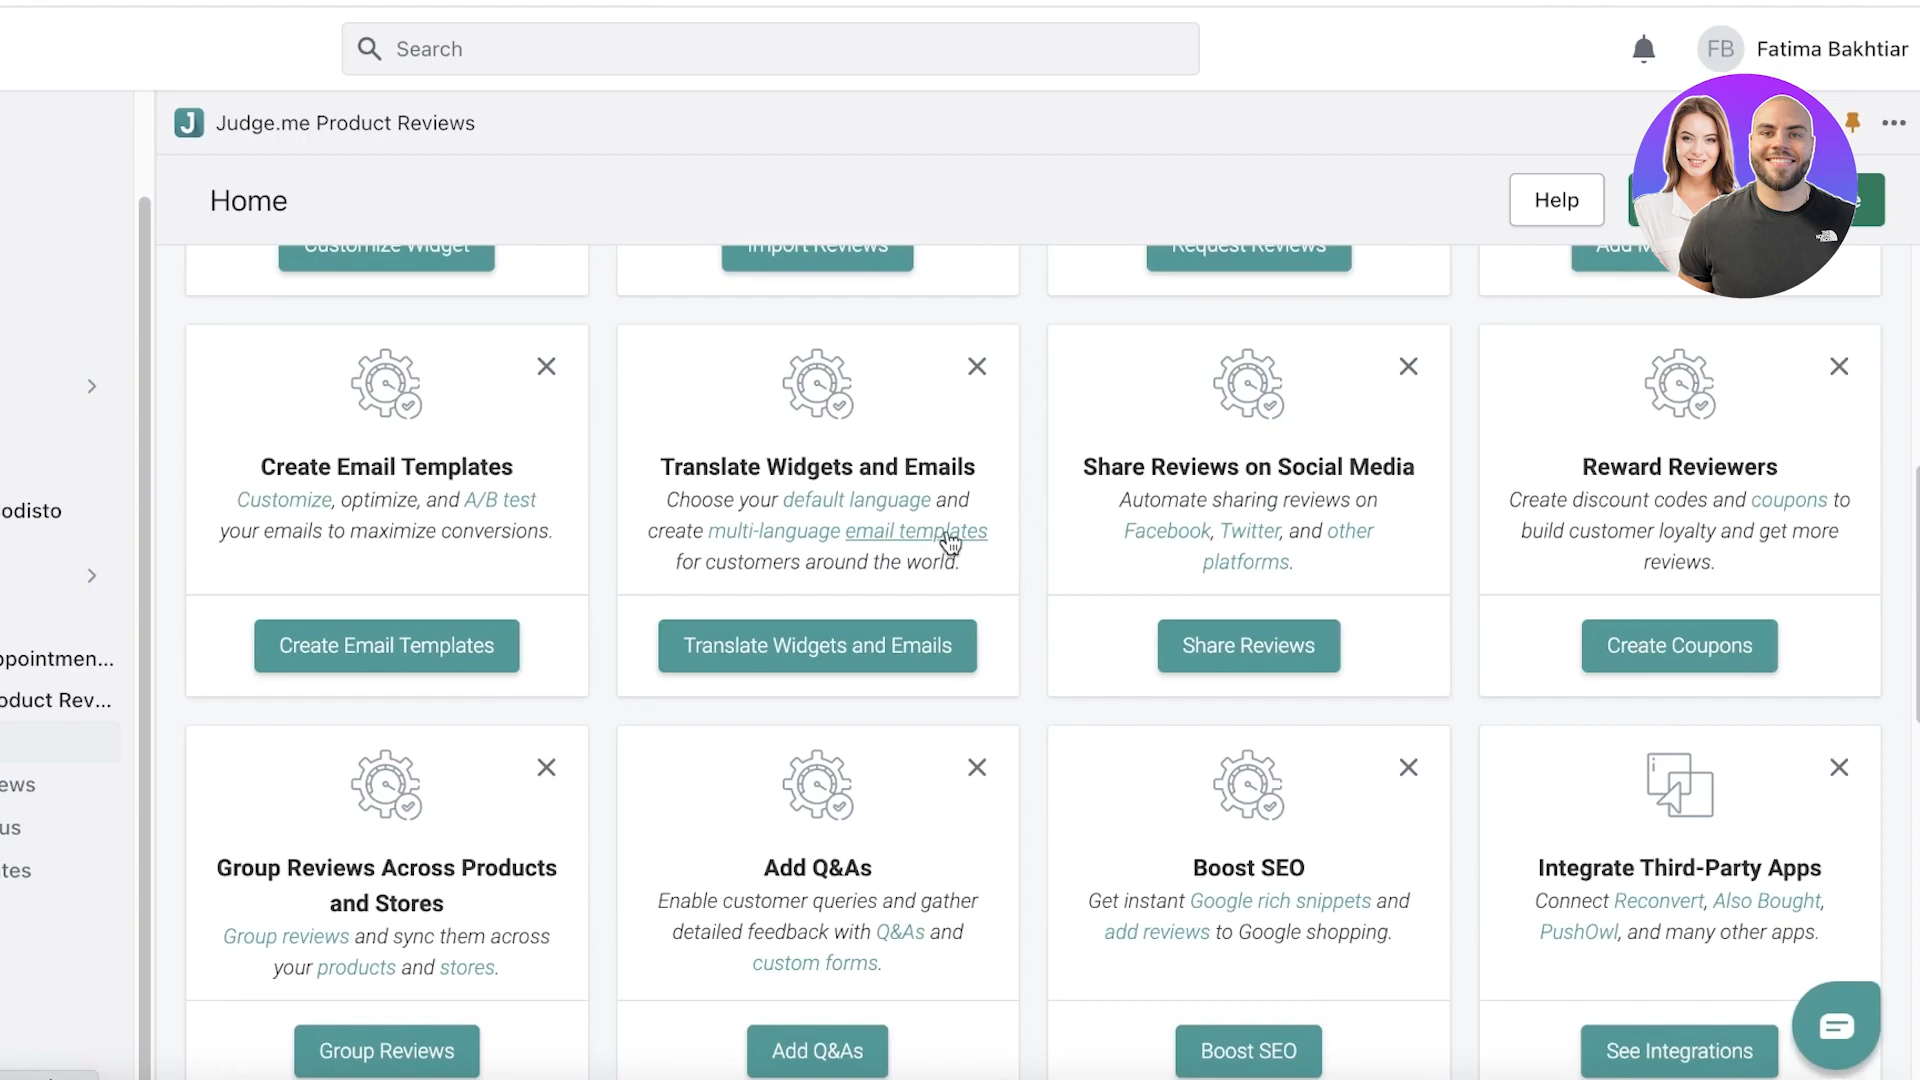 Search
FB Fatima Bakhtiar
J Judge.me Product Reviews
Home
Help
Customize Widget
Import Reviews
Request Reviews
Create Email Templates
Customize, optimize, and A/B test
your emails to maximize conversions.
Create Email Templates
Translate Widgets and Emails
Choose your default language and
create multi-language email templates
for customers around the world.
Translate Widgets and Emails
Share Reviews on Social Media
Automate sharing reviews on
Facebook, Twitter, and other
platforms.
Share Reviews
Reward Reviewers
Create discount codes and coupons to
build customer loyalty and get more
reviews.
Create Coupons
odisto
ppointmen...
oduct Rev...
ews
us
tes
Group Reviews Across Products
and Stores
Group reviews and sync them across
your products and stores.
Group Reviews
Add Q&As
Enable customer queries and gather
detailed feedback with Q&As and
custom forms.
Add Q&As
Boost SEO
Get instant Google rich snippets and
add reviews to Google shopping.
Boost SEO
Integrate Third-Party Apps
Connect Reconvert, Also Bought,
PushOwl, and many other apps.
See Integrations